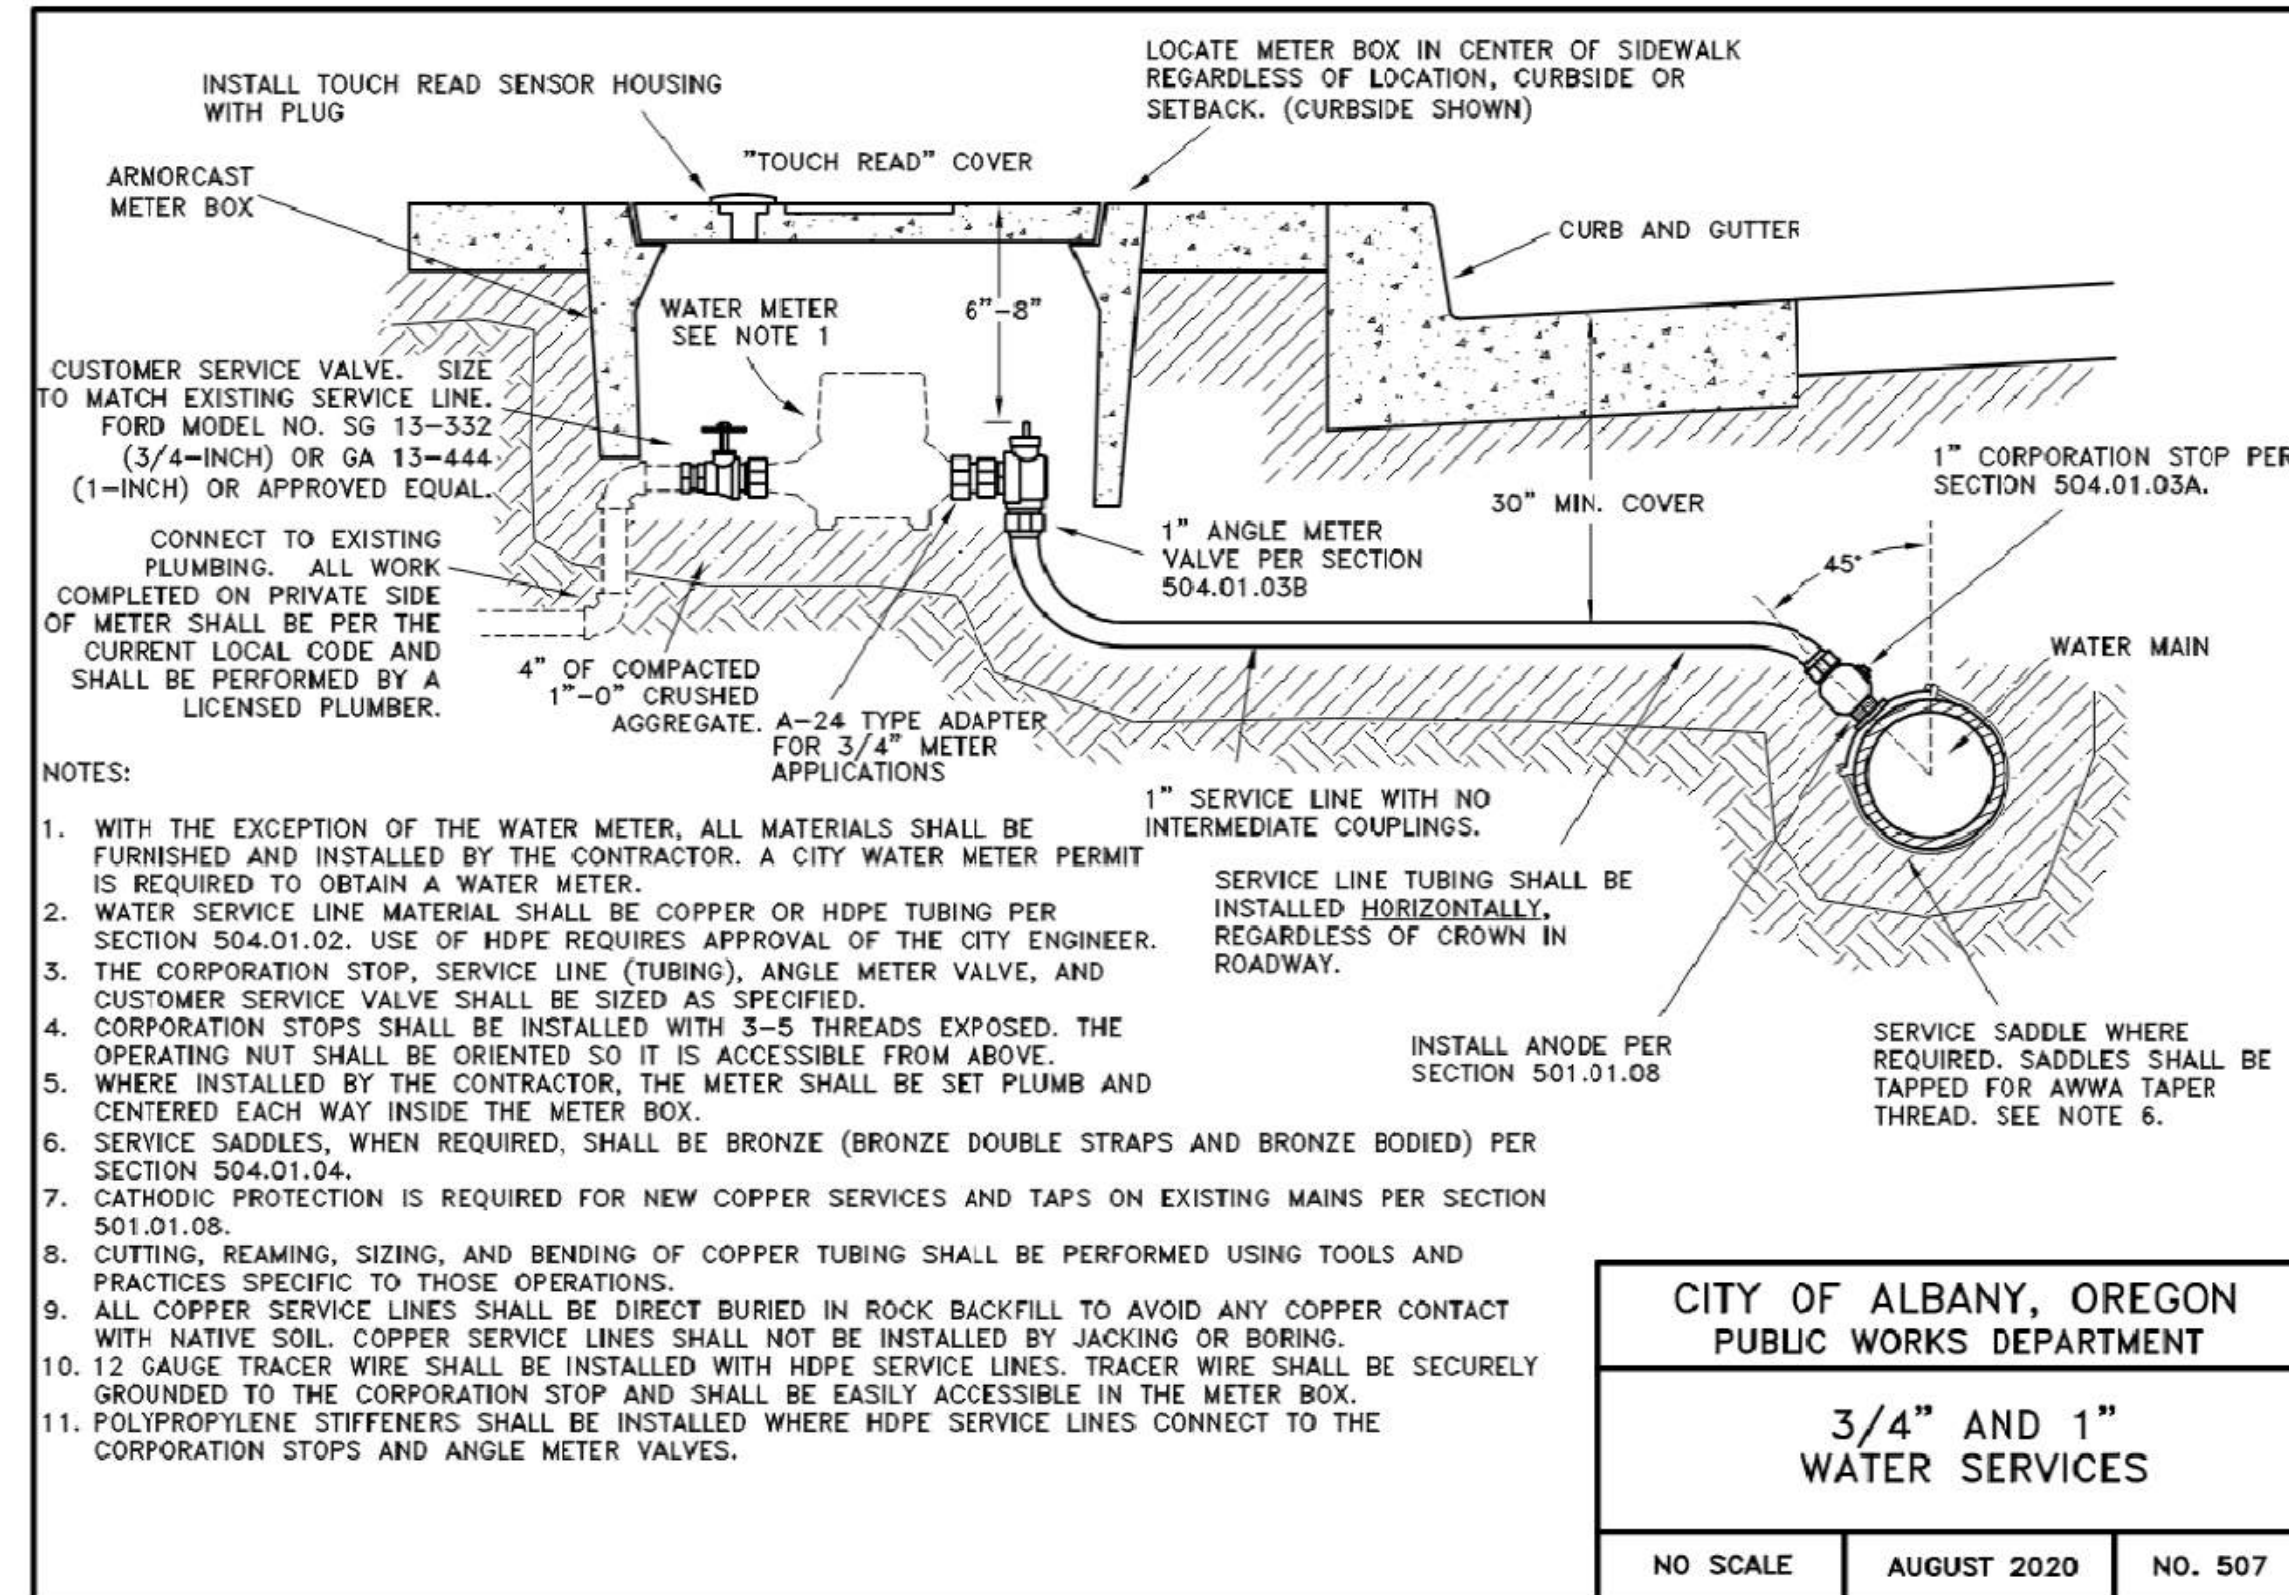 INSTALL TOUCH READ SENSOR HOUSING
WITH PLUG
LOCATE METER BOX IN CENTER OF SIDEWALK
REGARDLESS OF LOCATION, CURBSIDE OR
SETBACK. (CURBSIDE SHOWN)
"TOUCH READ" COVER
ARMORCAST
METER BOX
CURB AND GUTTER
WATER METER
SEE NOTE 1
6"-8"
CUSTOMER SERVICE VALVE. SIZE
TO MATCH EXISTING SERVICE LINE.
FORD MODEL NO. SG 13-332
(3/4-INCH) OR GA 13-444
(1-INCH) OR APPROVED EQUAL.
1" CORPORATION STOP PER
SECTION 504.01.03A.
30" MIN. COVER
1" ANGLE METER
VALVE PER SECTION
504.01.03B
45°
CONNECT TO EXISTING
PLUMBING. ALL WORK
COMPLETED ON PRIVATE SIDE
OF METER SHALL BE PER THE
CURRENT LOCAL CODE AND
SHALL BE PERFORMED BY A
LICENSED PLUMBER.
WATER MAIN
4" OF COMPACTED
1"-0" CRUSHED
AGGREGATE.
A-24 TYPE ADAPTER
FOR 3/4" METER
APPLICATIONS
1" SERVICE LINE WITH NO
INTERMEDIATE COUPLINGS.
SERVICE LINE TUBING SHALL BE
INSTALLED HORIZONTALLY,
REGARDLESS OF CROWN IN
ROADWAY.
INSTALL ANODE PER
SECTION 501.01.08
SERVICE SADDLE WHERE
REQUIRED. SADDLES SHALL BE
TAPPED FOR AWWA TAPER
THREAD. SEE NOTE 6.
NOTES:
1. WITH THE EXCEPTION OF THE WATER METER, ALL MATERIALS SHALL BE
FURNISHED AND INSTALLED BY THE CONTRACTOR. A CITY WATER METER PERMIT
IS REQUIRED TO OBTAIN A WATER METER.
2. WATER SERVICE LINE MATERIAL SHALL BE COPPER OR HDPE TUBING PER
SECTION 504.01.02. USE OF HDPE REQUIRES APPROVAL OF THE CITY ENGINEER.
3. THE CORPORATION STOP, SERVICE LINE (TUBING), ANGLE METER VALVE, AND
CUSTOMER SERVICE VALVE SHALL BE SIZED AS SPECIFIED.
4. CORPORATION STOPS SHALL BE INSTALLED WITH 3-5 THREADS EXPOSED. THE
OPERATING NUT SHALL BE ORIENTED SO IT IS ACCESSIBLE FROM ABOVE.
5. WHERE INSTALLED BY THE CONTRACTOR, THE METER SHALL BE SET PLUMB AND
CENTERED EACH WAY INSIDE THE METER BOX.
6. SERVICE SADDLES, WHEN REQUIRED, SHALL BE BRONZE (BRONZE DOUBLE STRAPS AND BRONZE BODIED) PER
SECTION 504.01.04.
7. CATHODIC PROTECTION IS REQUIRED FOR NEW COPPER SERVICES AND TAPS ON EXISTING MAINS PER SECTION
501.01.08.
8. CUTTING, REAMING, SIZING, AND BENDING OF COPPER TUBING SHALL BE PERFORMED USING TOOLS AND
PRACTICES SPECIFIC TO THOSE OPERATIONS.
9. ALL COPPER SERVICE LINES SHALL BE DIRECT BURIED IN ROCK BACKFILL TO AVOID ANY COPPER CONTACT
WITH NATIVE SOIL. COPPER SERVICE LINES SHALL NOT BE INSTALLED BY JACKING OR BORING.
10. 12 GAUGE TRACER WIRE SHALL BE INSTALLED WITH HDPE SERVICE LINES. TRACER WIRE SHALL BE SECURELY
GROUNDED TO THE CORPORATION STOP AND SHALL BE EASILY ACCESSIBLE IN THE METER BOX.
11. POLYPROPYLENE STIFFENERS SHALL BE INSTALLED WHERE HDPE SERVICE LINES CONNECT TO THE
CORPORATION STOPS AND ANGLE METER VALVES.
CITY OF ALBANY, OREGON
PUBLIC WORKS DEPARTMENT
3/4" AND 1"
WATER SERVICES
NO SCALE
AUGUST 2020
NO. 507